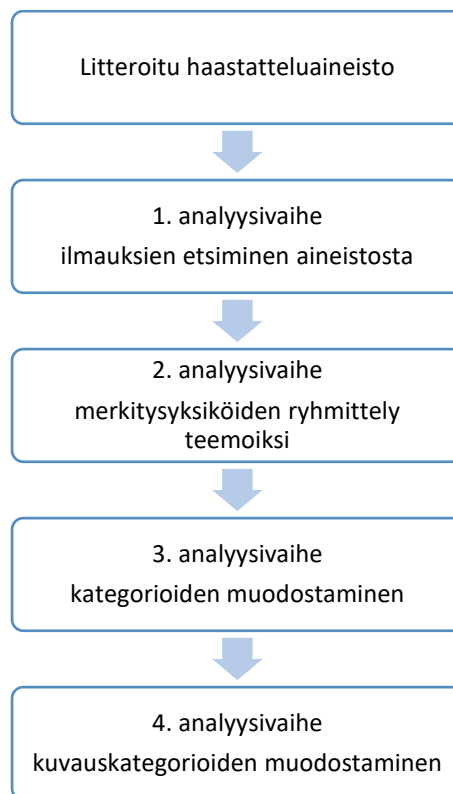 Litteroitu haastatteluaineisto
1. analyysivaihe
ilmauksien etsiminen aineistosta
2. analyysivaihe
merkitysyksiköiden ryhmittely
teemoiksi
3. analyysivaihe
kategorioiden muodostaminen
4. analyysivaihe
kuvauskategorioiden muodostaminen